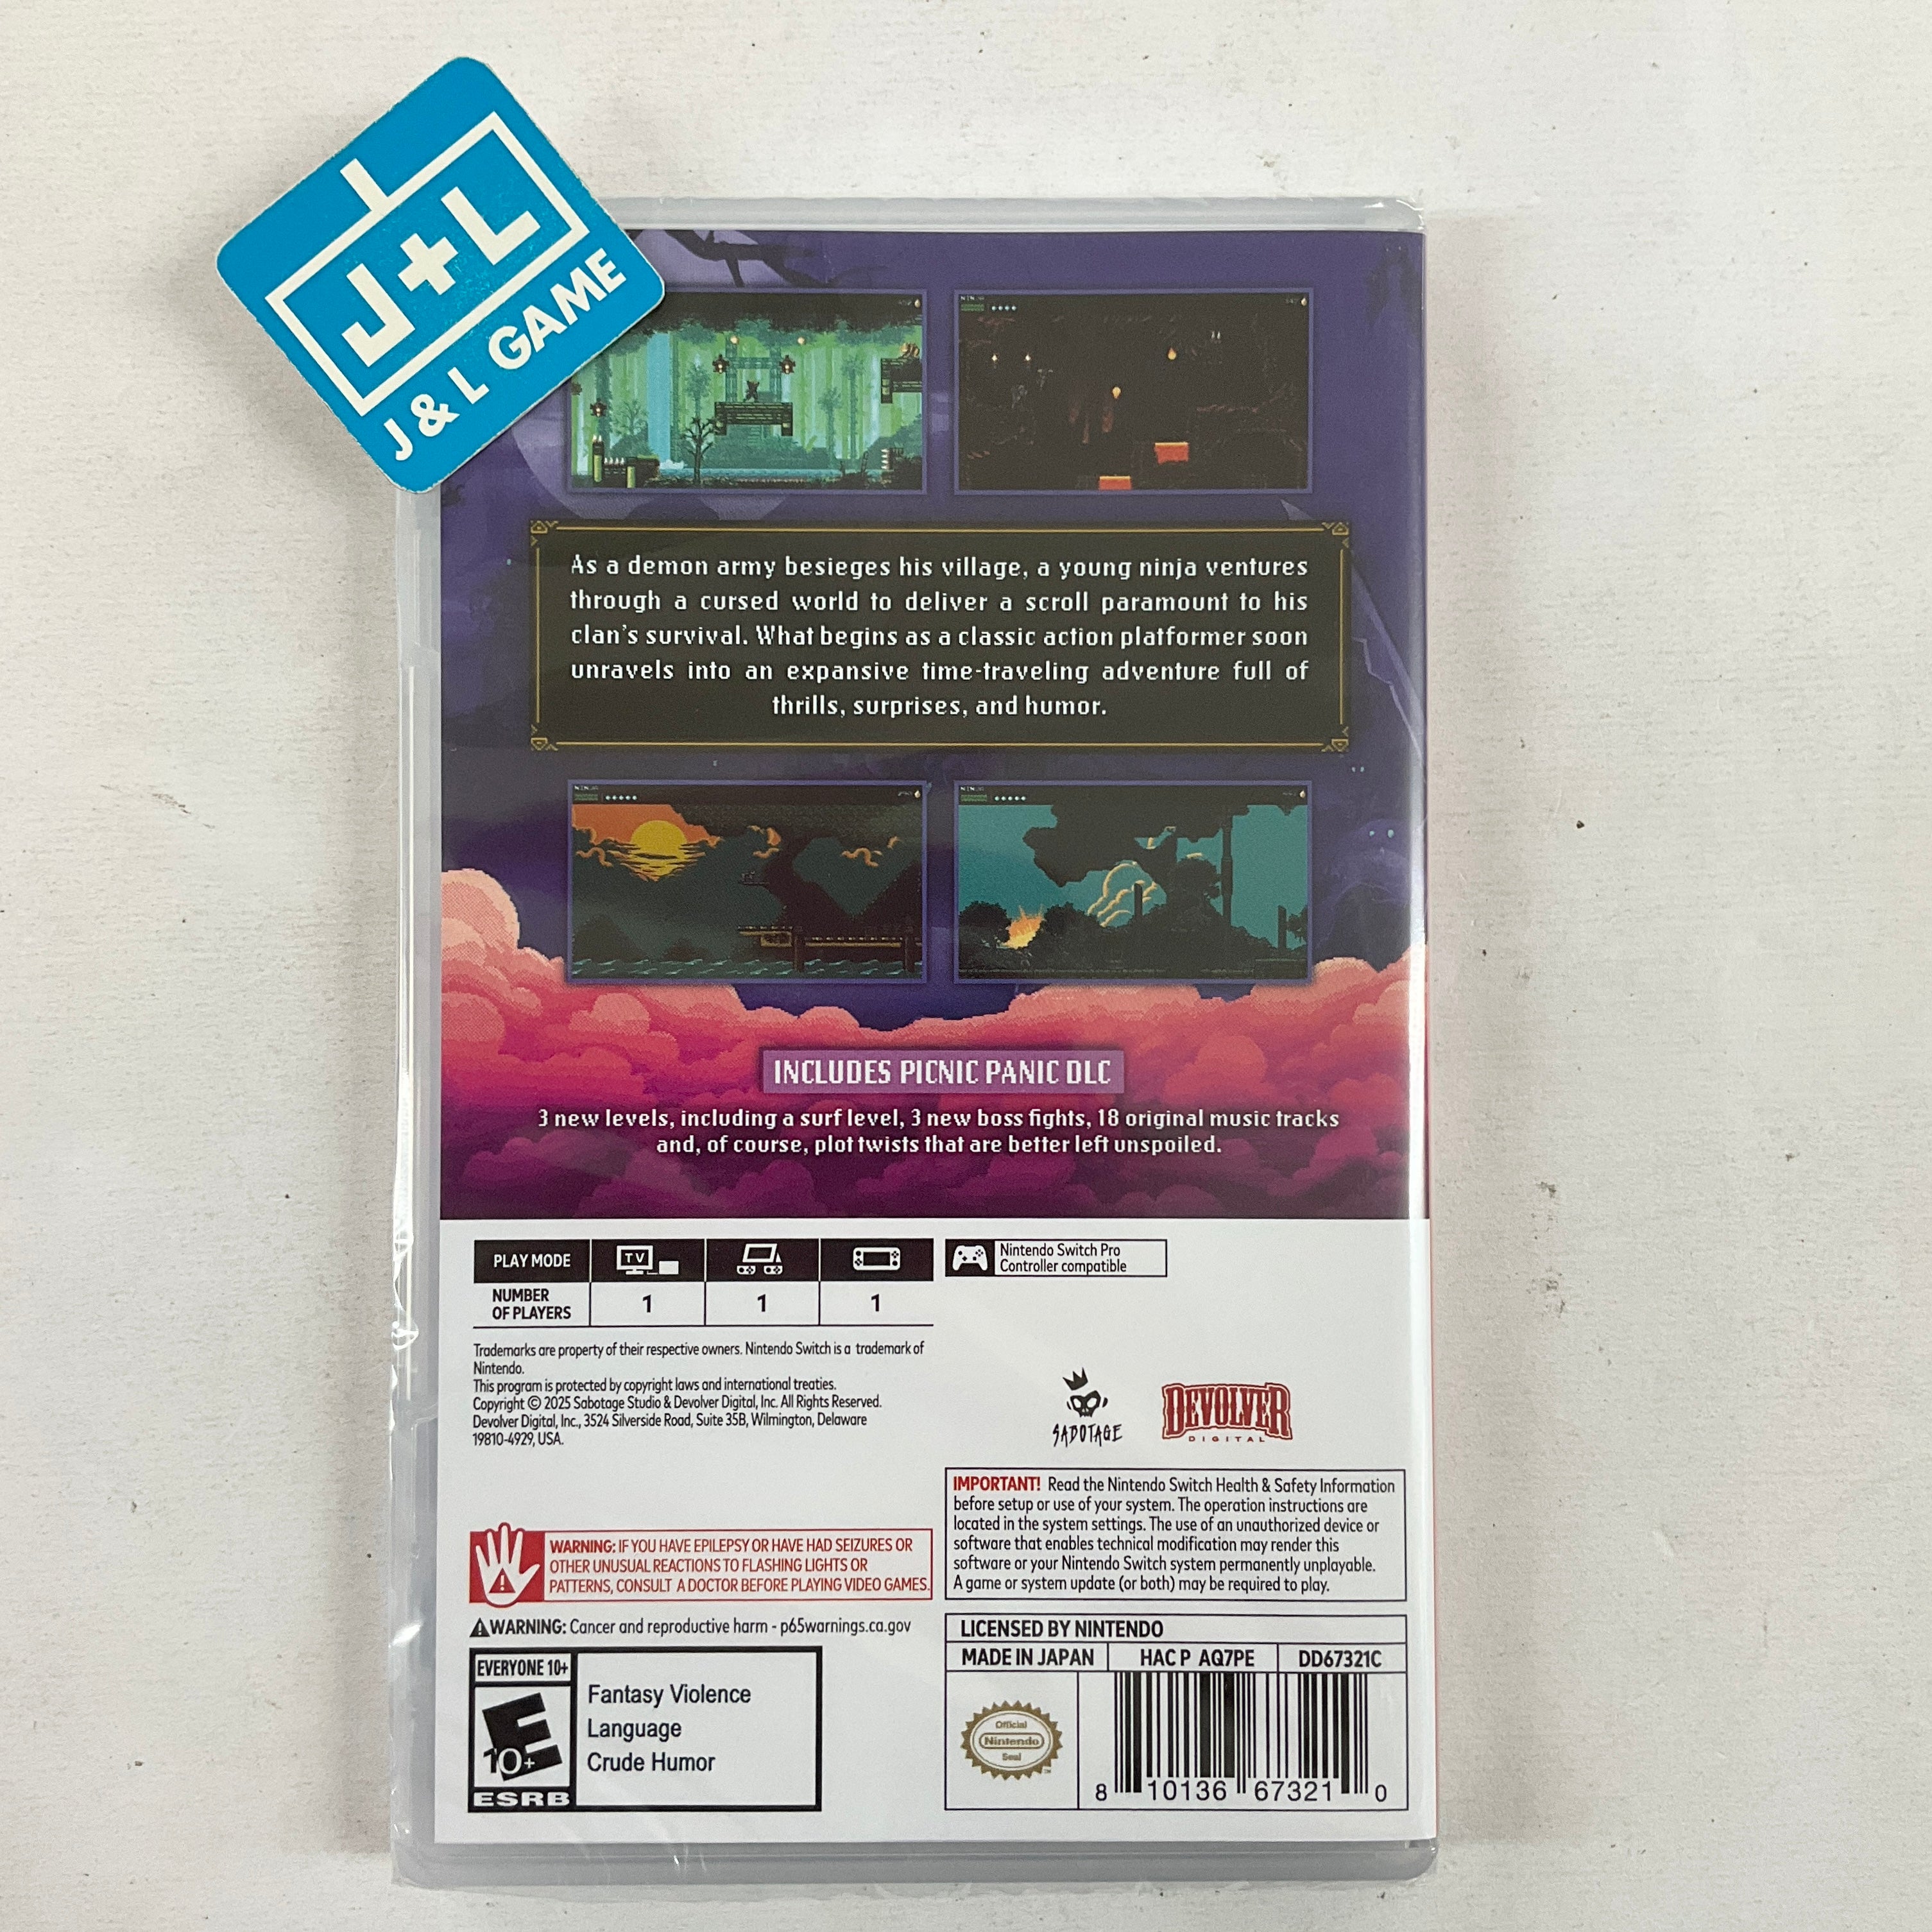 J+L
J & L GAME
As a demon army besieges his village, a young ninja ventures
through a cursed world to deliver a scroll paramount to his
clan's survival. What begins as a classic action platformer soon
unravels into an expansive time-traveling adventure full of
thrills, surprises, and humor.
INCLUDES PICNIC PANIC DLC
3 new levels, including a surf level, 3 new boss fights, 18 original music tracks
and, of course, plot twists that are better left unspoiled.
PLAY MODE
TV
NUMBER
OF PLAYERS
1
1
1
Nintendo Switch Pro
Controller compatible
Trademarks are property of their respective owners. Nintendo Switch is a trademark of
Nintendo.
This program is protected by copyright laws and international treaties.
Copyright © 2025 Sabotage Studio & Devolver Digital, Inc. All Rights Reserved.
Devolver Digital, Inc., 3524 Silverside Road, Suite 35B, Wilmington, Delaware
19810-4929, USA.
SABOTAGE
DEVOLVER
DIGITAL
WARNING: IF YOU HAVE EPILEPSY OR HAVE HAD SEIZURES OR
OTHER UNUSUAL REACTIONS TO FLASHING LIGHTS OR
PATTERNS, CONSULT A DOCTOR BEFORE PLAYING VIDEO GAMES.
WARNING: Cancer and reproductive harm - p65warnings.ca.gov
IMPORTANT! Read the Nintendo Switch Health & Safety Information
before setup or use of your system. The operation instructions are
located in the system settings. The use of an unauthorized device or
software that enables technical modification may render this
software or your Nintendo Switch system permanently unplayable.
A game or system update (or both) may be required to play.
EVERYONE 10+
E
10+
ESRB
Fantasy Violence
Language
Crude Humor
LICENSED BY NINTENDO
MADE IN JAPAN
HAC P AQ7PE
DD67321C
Official
Nintendo
Seal
8 10136 67321 0